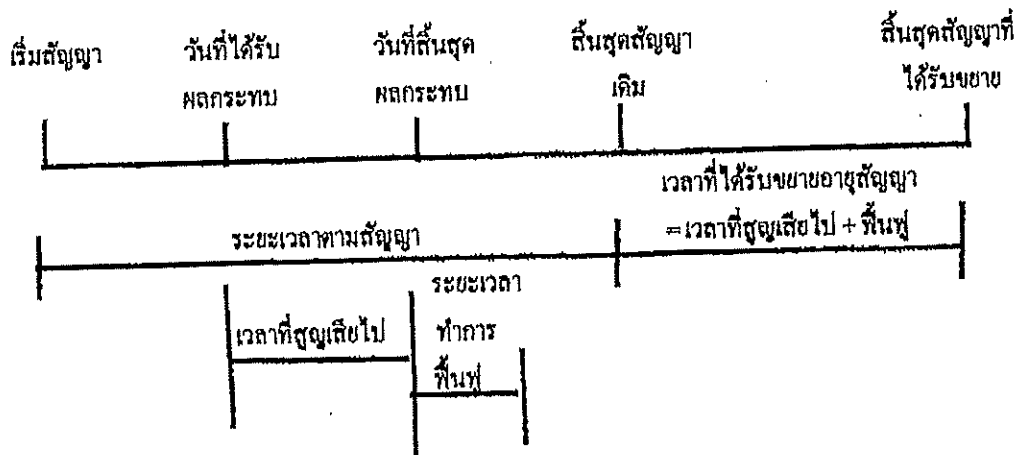 เริ่มสัญญา
วันที่ได้รับ
ผลกระทบ
วันที่สิ้นสุด
ผลกระทบ
สิ้นสุดสัญญา
เดิม
สิ้นสุดสัญญาที่
ได้รับขยาย
เวลาที่ได้รับขยายอายุสัญญา
=เวลาที่สูญเสียไป + ฟื้นฟู
ระยะเวลาตามสัญญา
เวลาที่สูญเสียไป
ระยะเวลา
ทำการ
ฟื้นฟู